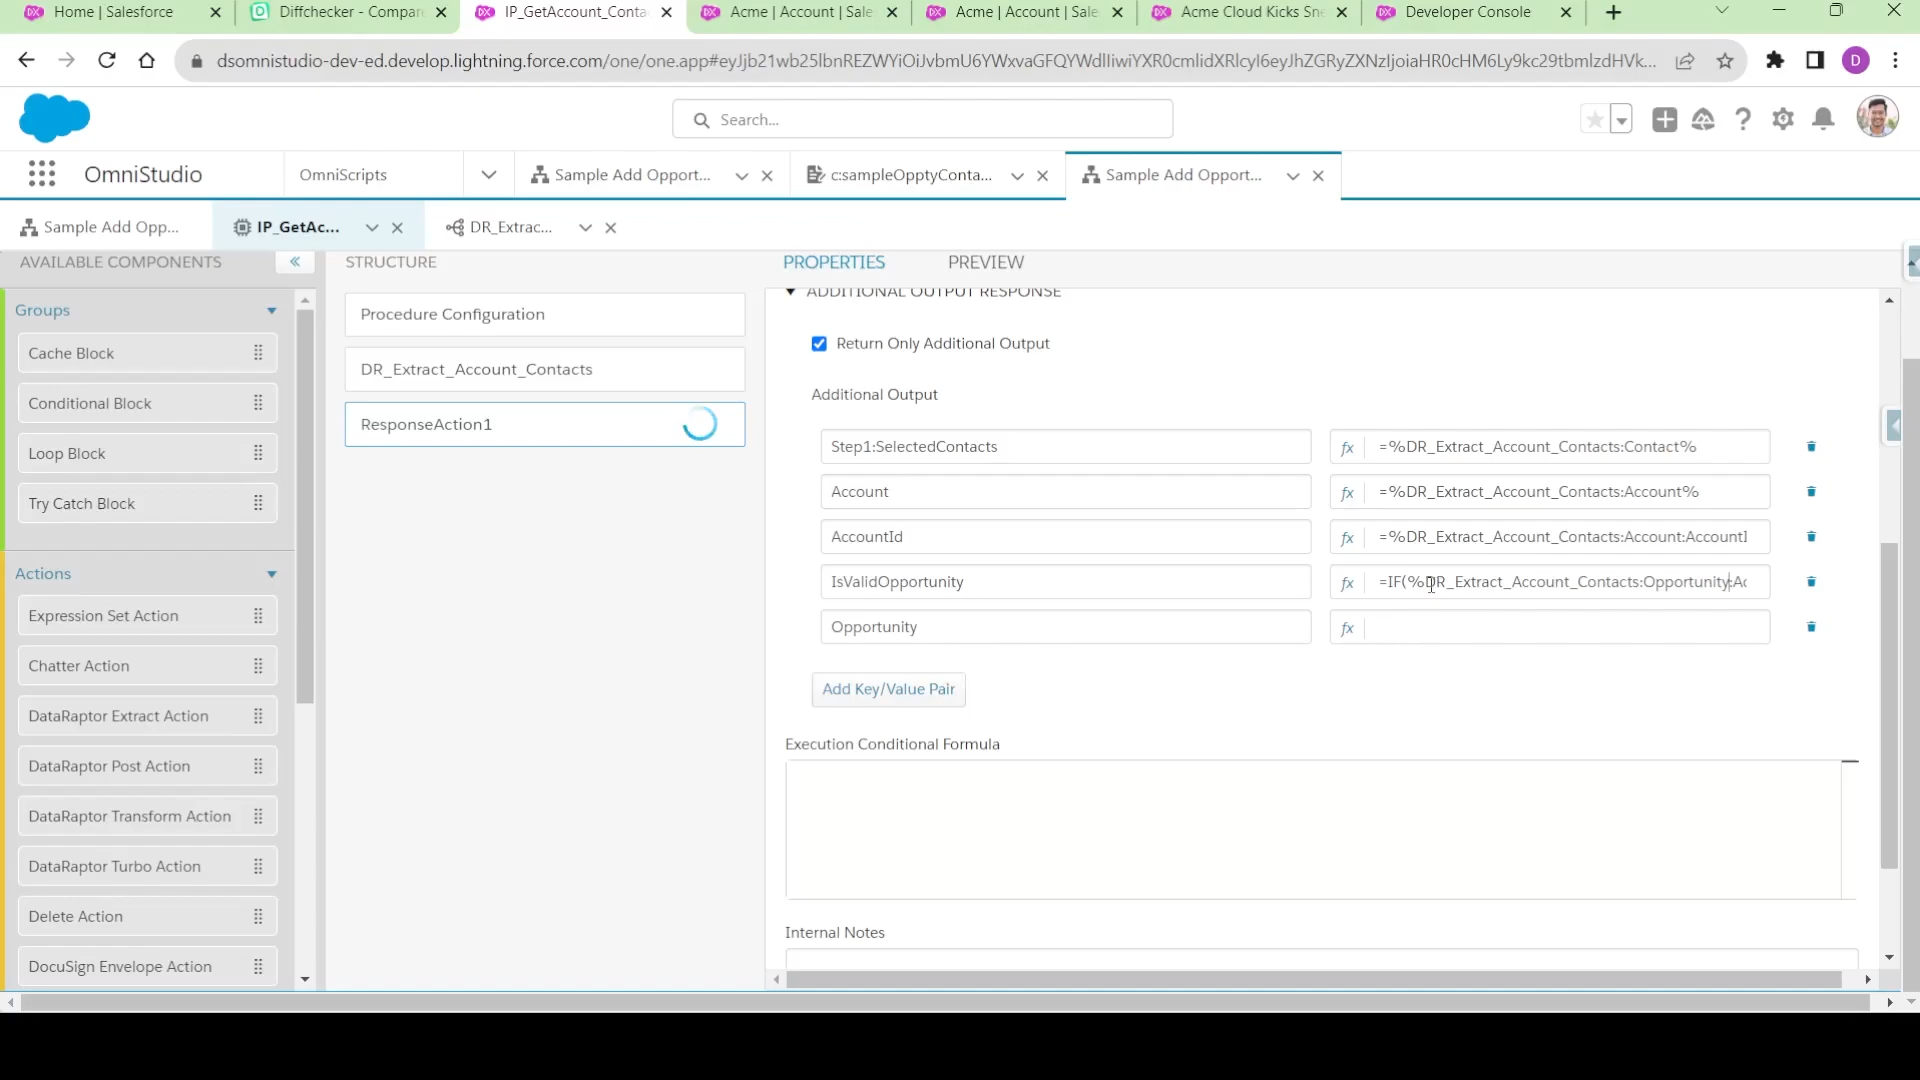 Home | Salesforce
Diffchecker - Compare
IP_GetAccount_Conta
Acme | Account | Sale
Acme | Account | Sale
Acme Cloud Kicks Sne
Developer Console
dsomnistudio-dev-ed.develop.lightning.force.com/one/one.app#eyJjb21wb25lbnREZWYiOiJvbmU6YWxvaGFQYWdlIiwiYXR0cmlidXRlcyI6eyJhZGRyZXNzIjoiaHR0cHM6Ly9kc29tbmlzdHVk...
D
Search...
OmniStudio
OmniScripts
Sample Add Opport...
c:sampleOpptyConta...
Sample Add Opport...
Sample Add Opp...
IP_GetAc...
DR_Extrac...
AVAILABLE COMPONENTS
STRUCTURE
PROPERTIES
PREVIEW
Groups
Cache Block
Conditional Block
Loop Block
Try Catch Block
Actions
Expression Set Action
Chatter Action
DataRaptor Extract Action
DataRaptor Post Action
DataRaptor Transform Action
DataRaptor Turbo Action
Delete Action
DocuSign Envelope Action
Procedure Configuration
DR_Extract_Account_Contacts
ResponseAction1
ADDITIONAL OUTPUT RESPONSE
Return Only Additional Output
Additional Output
Step1:SelectedContacts
fx =%DR_Extract_Account_Contacts:Contact%
Account
fx =%DR_Extract_Account_Contacts:Account%
AccountId
fx =%DR_Extract_Account_Contacts:Account:AccountI
IsValidOpportunity
fx =IF(%DR_Extract_Account_Contacts:Opportunity:Ac
Opportunity
fx
Add Key/Value Pair
Execution Conditional Formula
Internal Notes